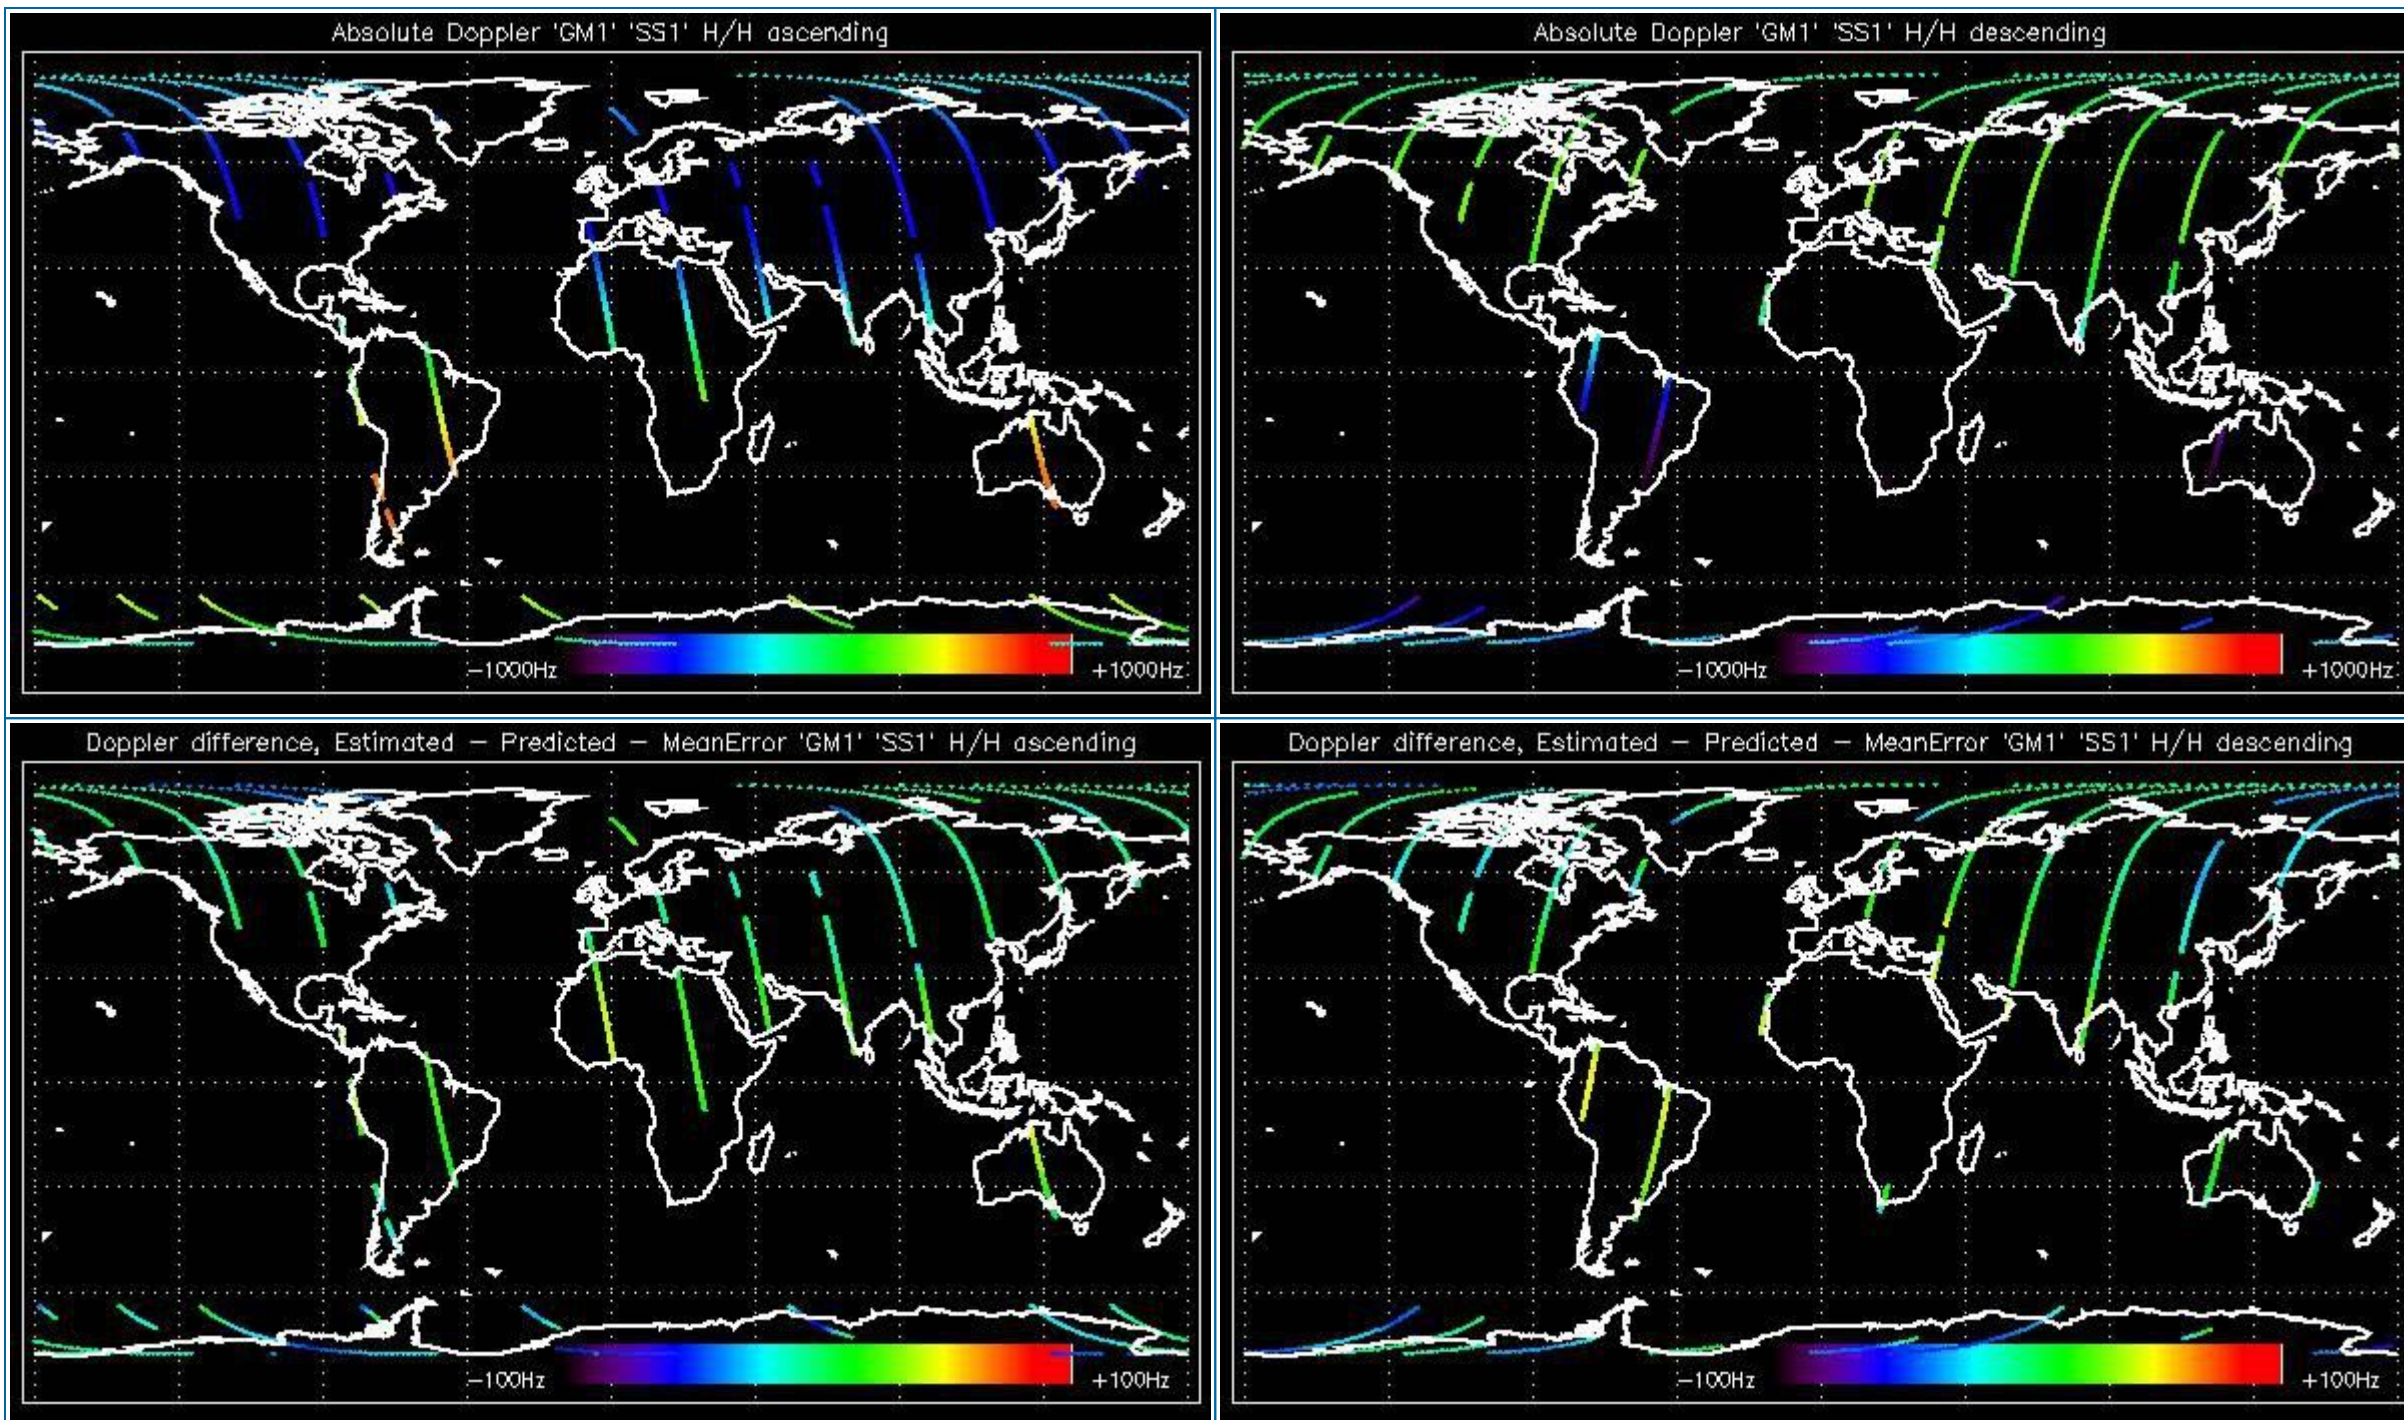 Absolute Doppler 'GM1' 'SS1' H/H ascending
−1000Hz
+1000Hz
Absolute Doppler 'GM1' 'SS1' H/H descending
−1000Hz
+1000Hz
Doppler difference, Estimated − Predicted − MeanError 'GM1' 'SS1' H/H ascending
−100Hz
+100Hz
Doppler difference, Estimated − Predicted − MeanError 'GM1' 'SS1' H/H descending
−100Hz
+100Hz